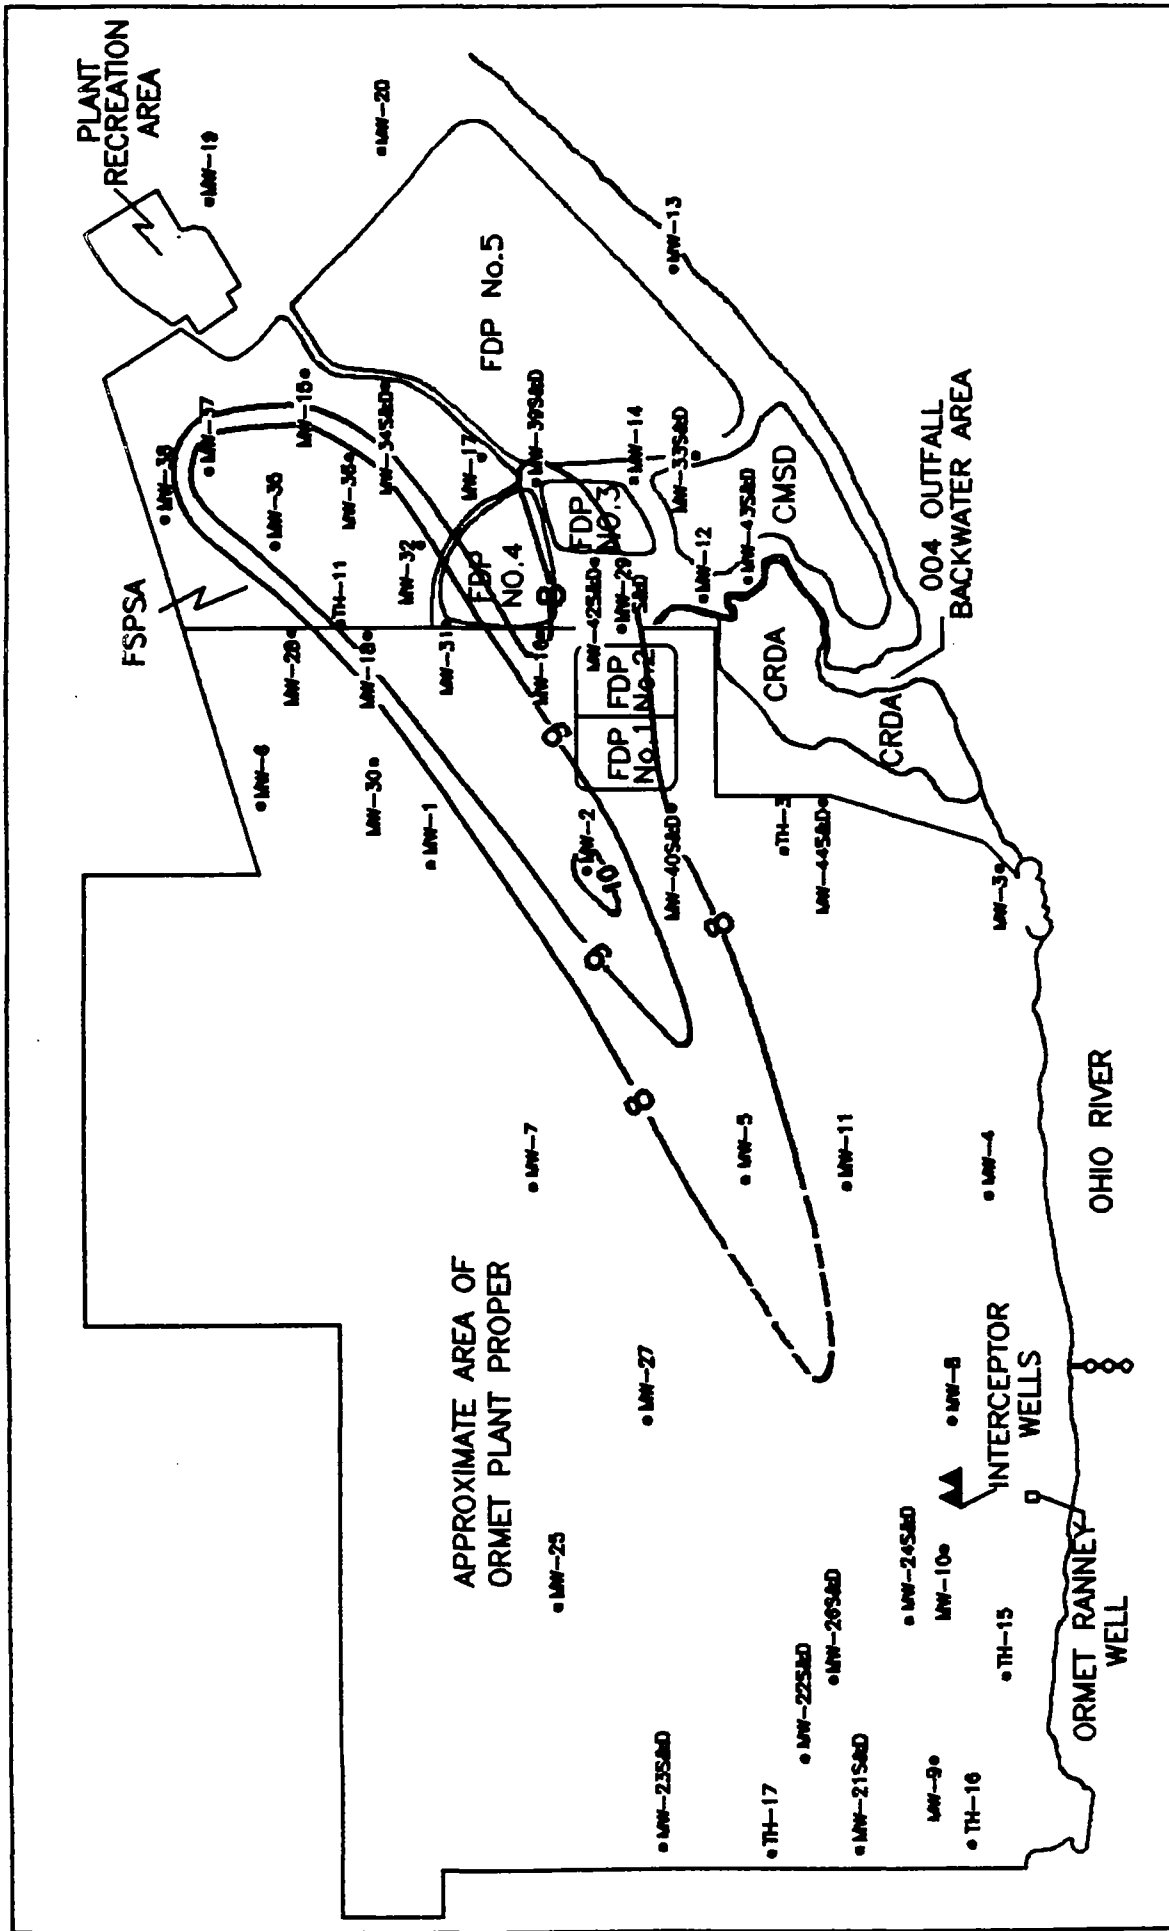 PLANT
RECREATION
AREA
MW-19
MW-20
FSPSA
MW-38
MW-37
MW-15
MW-35
MW-36
MW-34S&D
TH-11
MW-28
MW-18
MW-32
MW-31
MW-17
FDP No.5
MW-39S&D
MW-13
MW-14
MW-33S&D
FDP
NO.4
FDP
NO.3
8
MW-16
MW-42S&D
MW-29
S&D
MW-12
MW-43S&D
CMSD
004 OUTFALL
BACKWATER AREA
CRDA
CRDA
FDP
No.1
FDP
No.2
9
MW-6
MW-30
MW-1
MW-2
10
MW-40S&D
TH-3
MW-44S&D
MW-3
8
9
8
MW-7
MW-5
MW-11
MW-4
OHIO RIVER
APPROXIMATE AREA OF
ORMET PLANT PROPER
MW-27
MW-8
INTERCEPTOR
WELLS
MW-25
MW-24S&D
MW-10
MW-26S&D
TH-15
ORMET RANNEY
WELL
MW-22S&D
MW-23S&D
TH-17
MW-21S&D
MW-9
TH-16